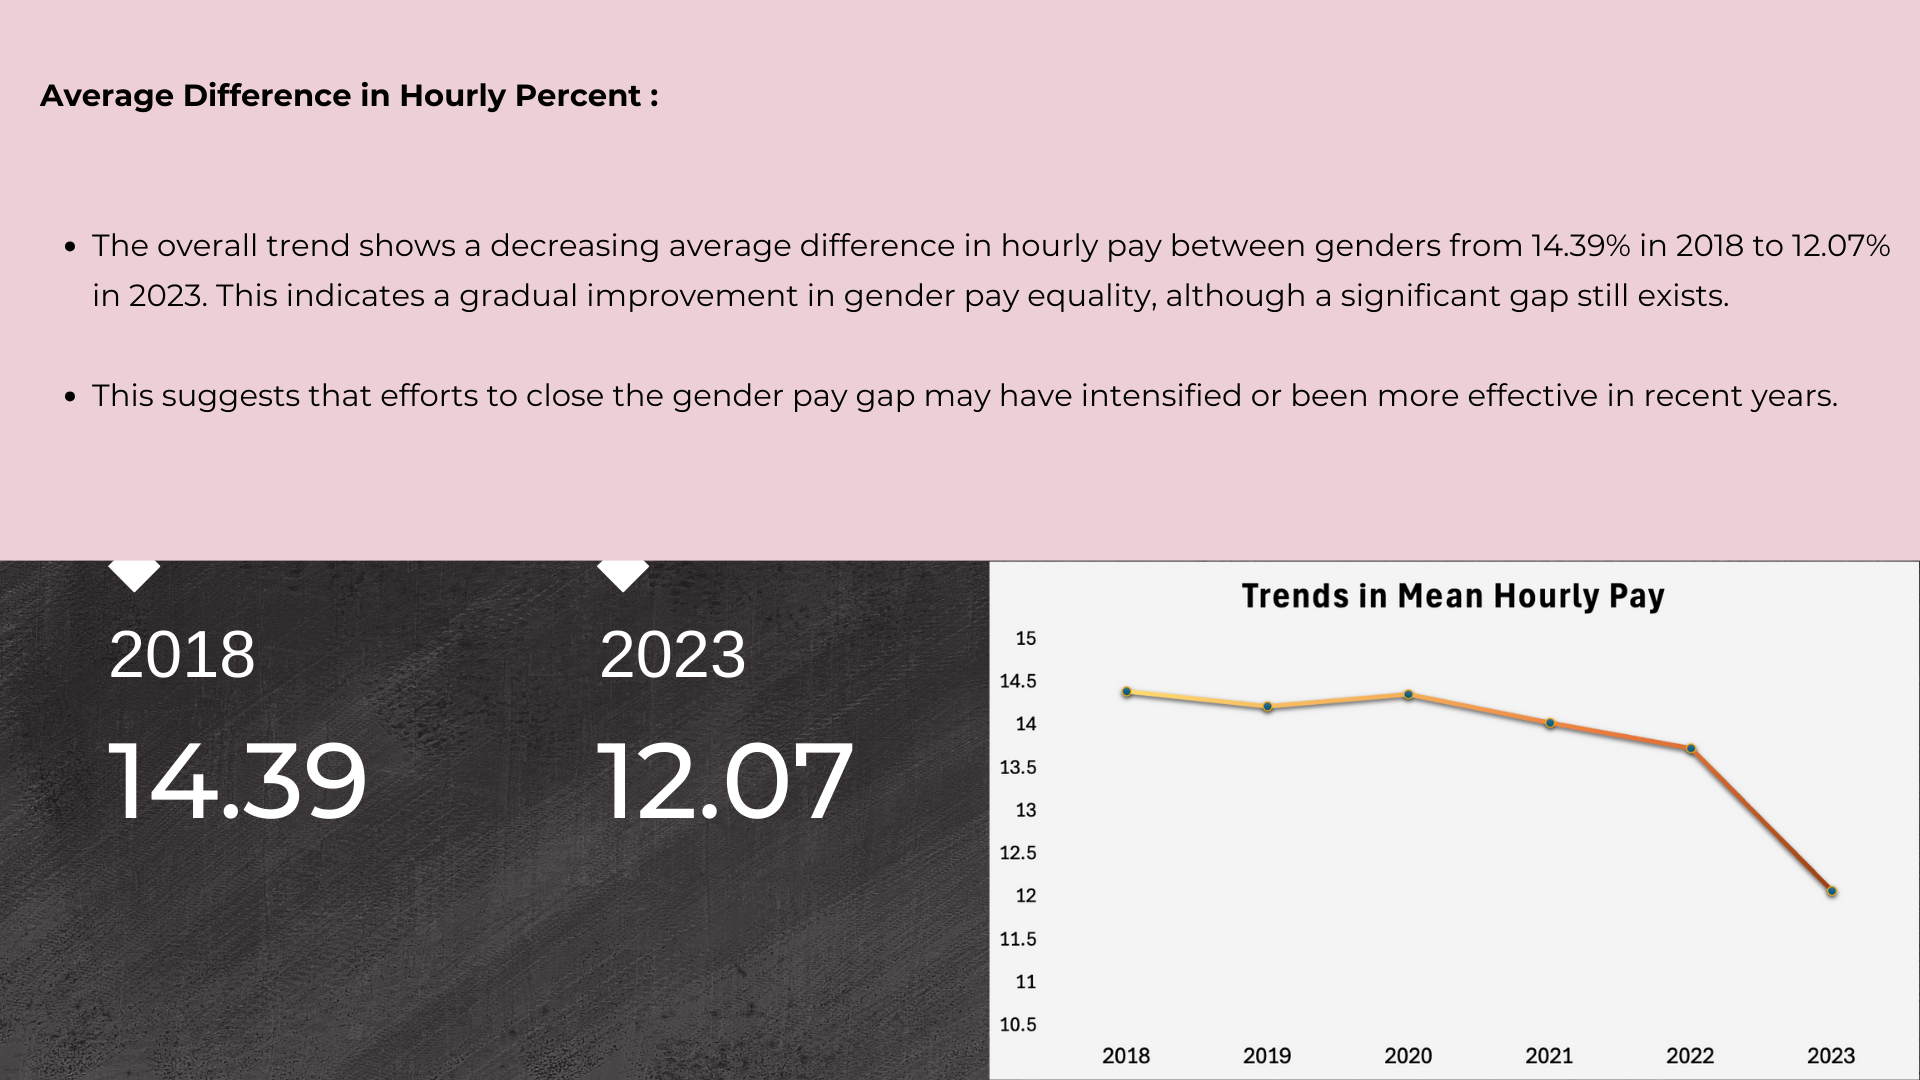 Average Difference in Hourly Percent :
The overall trend shows a decreasing average difference in hourly pay between genders from 14.39% in 2018 to 12.07%
in 2023. This indicates a gradual improvement in gender pay equality, although a significant gap still exists.
This suggests that efforts to close the gender pay gap may have intensified or been more effective in recent years.
2018
14.39
2023
12.07
Trends in Mean Hourly Pay
15
14.5
14
13.5
13
12.5
12
11.5
11
10.5
2018 2019 2020 2021 2022 2023